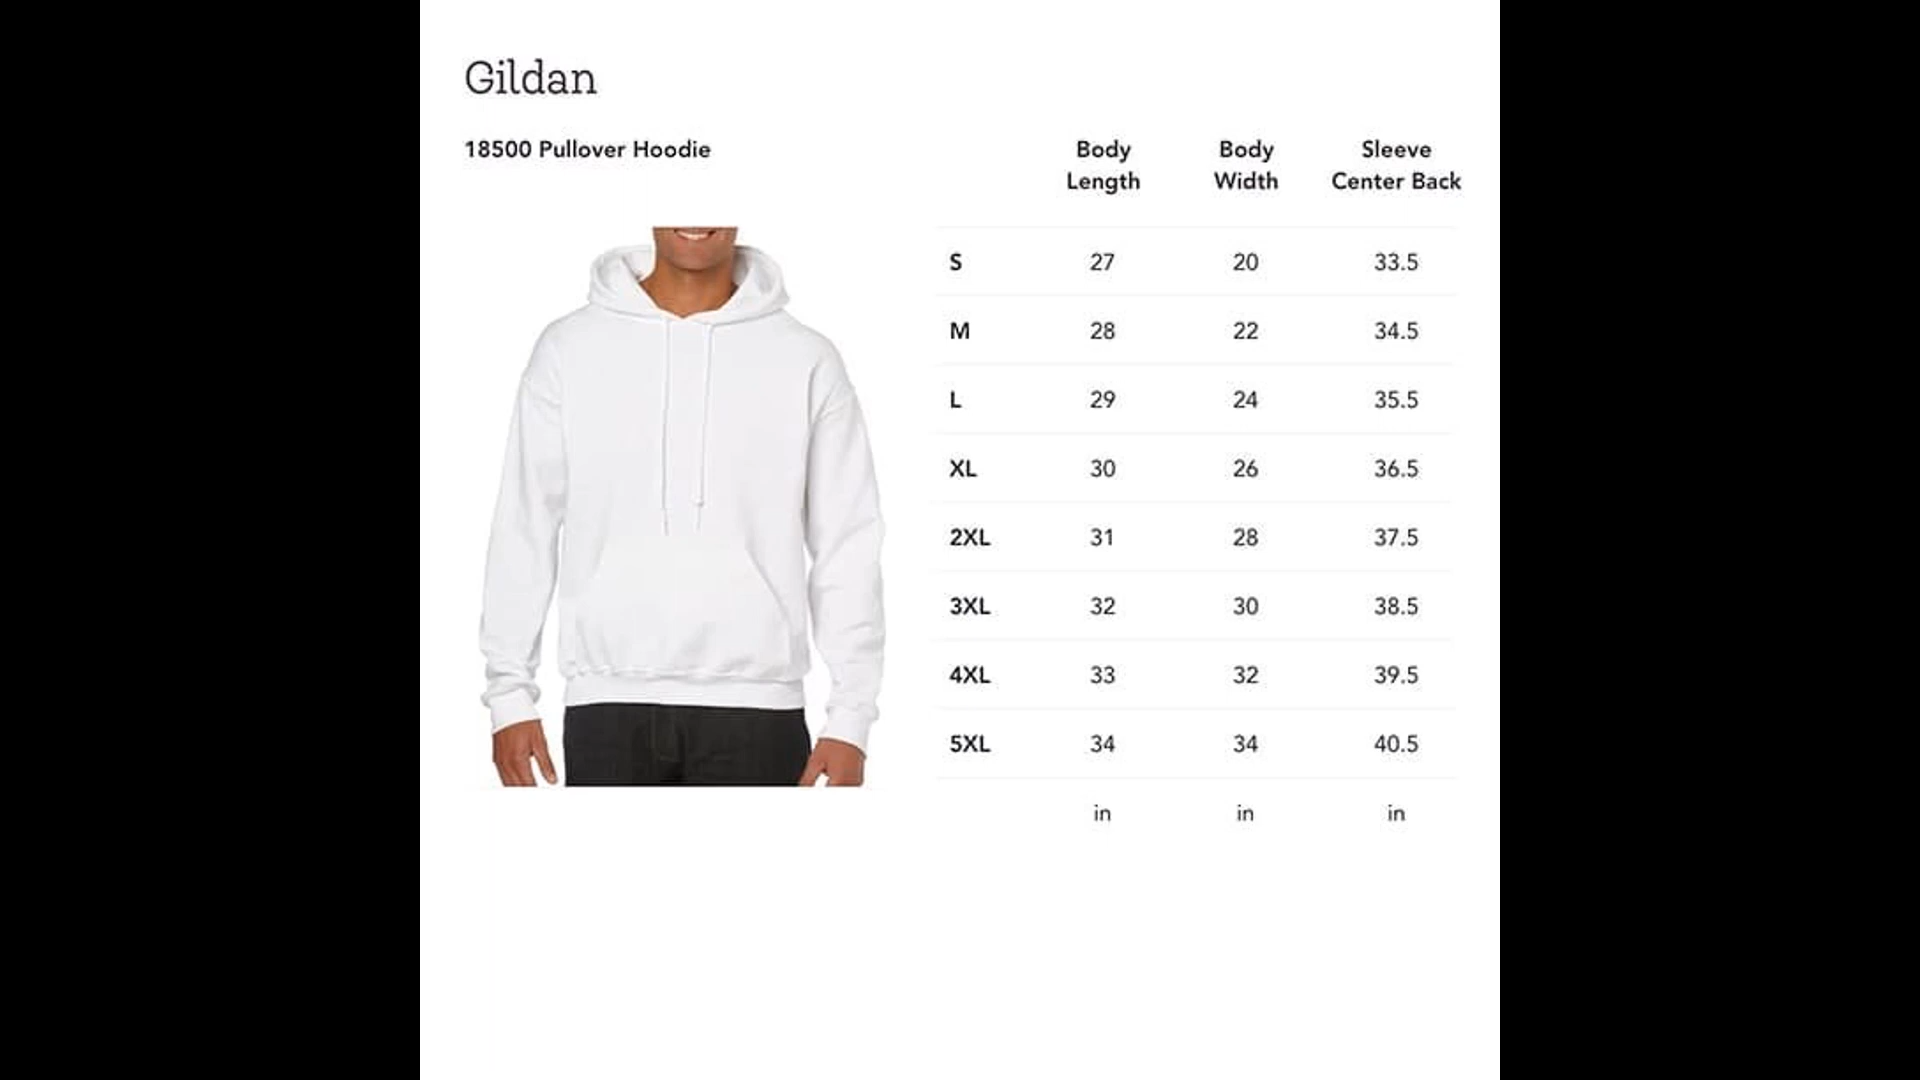 Gildan
18500 Pullover Hoodie
Body Length Body Width Sleeve Center Back
S 27 20 33.5
M 28 22 34.5
L 29 24 35.5
XL 30 26 36.5
2XL 31 28 37.5
3XL 32 30 38.5
4XL 33 32 39.5
5XL 34 34 40.5
in in in